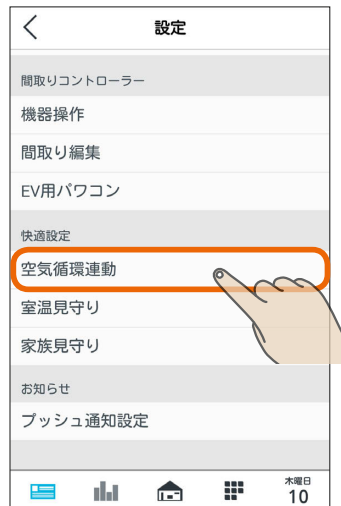 設定
間取りコントローラー
機器操作
間取り編集
EV用パワコン
快適設定
空気循環連動
室温見守り
家族見守り
お知らせ
プッシュ通知設定
木曜日
10